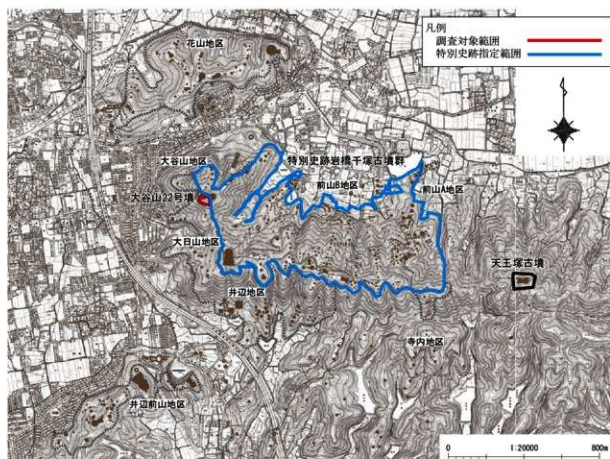 凡例
調査対象範囲
特別史跡指定範囲
花山地区
大谷山地区
特別史跡岩橋千塚古墳群
大谷山22号墳
前山B地区
前山A地区
大日山地区
天王塚古墳
井辺地区
寺内地区
井辺前山地区
0 1:20000 800m